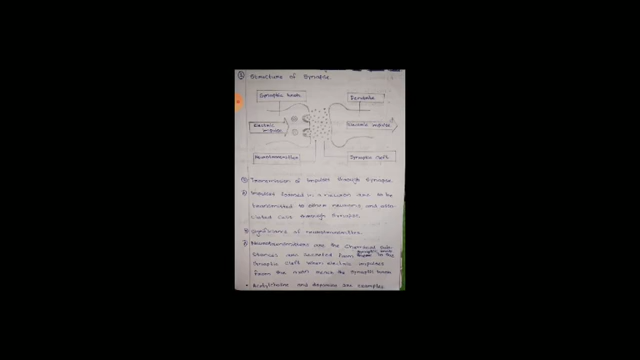 Structure of Synapse.
Synaptic knob
Dendrite
Electric impulse
Electric impulse
Neurotransmitter
Synaptic cleft
Transmission of impulses through Synapse
Impulses formed in a neuron are to be
transmitted to other neurons and asso-
ciated cells through Synapse.
Significance of neurotransmitter.
Neurotransmitters are the chemical sub-
stances are secreted from synaptic knob to the
Synaptic cleft when electric impulses
from the axon reach the synaptic knob
• Acetylcholine and dopamine are examples